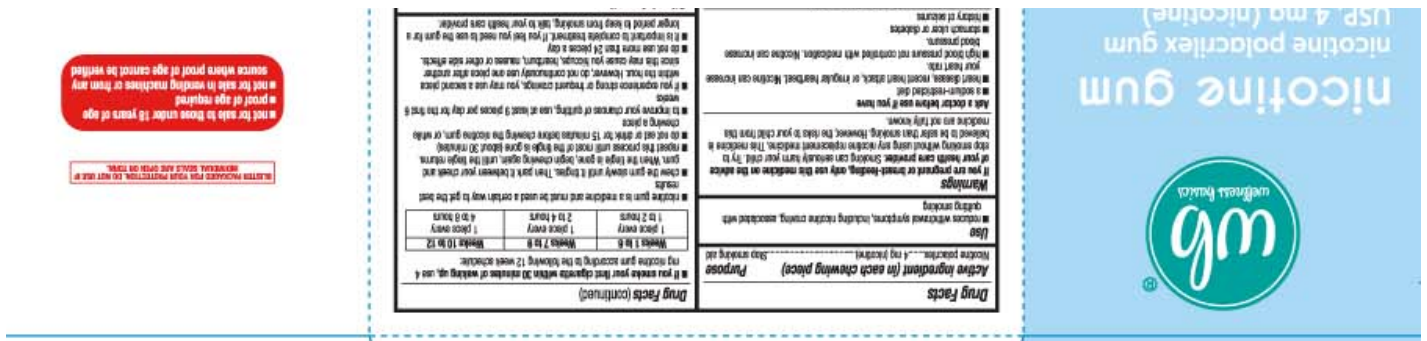 ®
wb
wellness basics
nicotine gum
nicotine polacrilex gum
USP, 4 mg (nicotine)
Drug Facts
Active ingredient (in each chewing piece) Purpose
Nicotine polacrilex......4 mg (nicotine)..................Stop smoking aid
Use
■ reduces withdrawal symptoms, including nicotine craving, associated with
quitting smoking
Warnings
If you are pregnant or breast-feeding, only use this medicine on the advice
of your health care provider. Smoking can seriously harm your child. Try to
stop smoking without using any nicotine replacement medicine. This medicine is
believed to be safer than smoking. However, the risks to your child from this
medicine are not fully known.
Ask a doctor before use if you have
■ a sodium-restricted diet
■ heart disease, recent heart attack, or irregular heartbeat. Nicotine can increase
your heart rate.
■ high blood pressure not controlled with medication. Nicotine can increase
blood pressure.
■ stomach ulcer or diabetes
■ history of seizures
Drug Facts (continued)
■ If you smoke your first cigarette within 30 minutes of waking up, use 4
mg nicotine gum according to the following 12 week schedule:
Weeks 1 to 6 Weeks 7 to 9 Weeks 10 to 12
1 piece every 1 piece every 1 piece every
1 to 2 hours 2 to 4 hours 4 to 8 hours
■ nicotine gum is a medicine and must be used a certain way to get the best
results
■ chew the gum slowly until it tingles. Then park it between your cheek and
gum. When the tingle is gone, begin chewing again, until the tingle returns.
■ repeat this process until most of the tingle is gone (about 30 minutes)
■ do not eat or drink for 15 minutes before chewing the nicotine gum, or while
chewing a piece
■ to improve your chances of quitting, use at least 9 pieces per day for the first 6
weeks
■ if you experience strong or frequent cravings, you may use a second piece
within the hour. However, do not continuously use one piece after another
since this may cause you hiccups, heartburn, nausea or other side effects.
■ do not use more than 24 pieces a day
■ it is important to complete treatment. If you feel you need to use the gum for a
longer period to keep from smoking, talk to your health care provider.
BLISTER PACKAGED FOR YOUR PROTECTION. DO NOT USE IF
INDIVIDUAL SEALS ARE OPEN OR TORN.
■ not for sale to those under 18 years of age
■ proof of age required
■ not for sale in vending machines or from any
source where proof of age cannot be verified